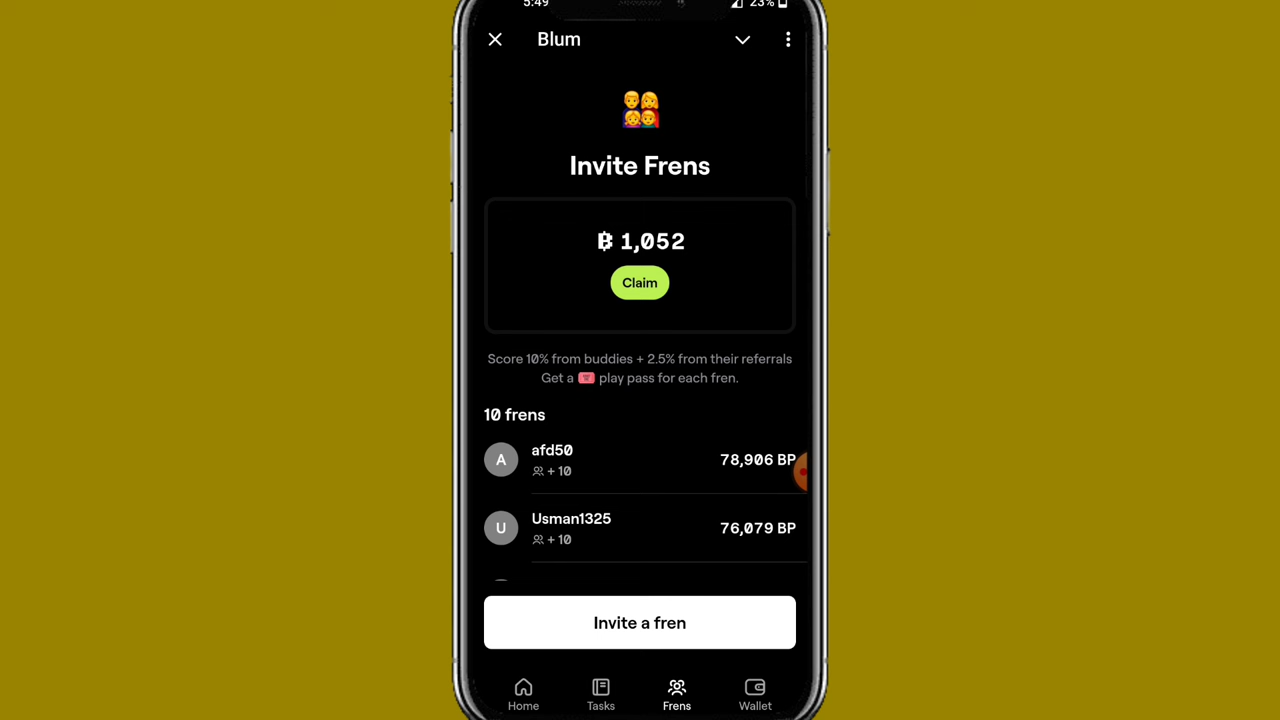 5:49 23%
Blum
Invite Frens
1,052
Claim
Score 10% from buddies + 2.5% from their referrals
Get a play pass for each fren.
10 frens
A afd50 78,906 BP
+ 10
U Usman1325 76,079 BP
+ 10
Invite a fren
Home Tasks Frens Wallet